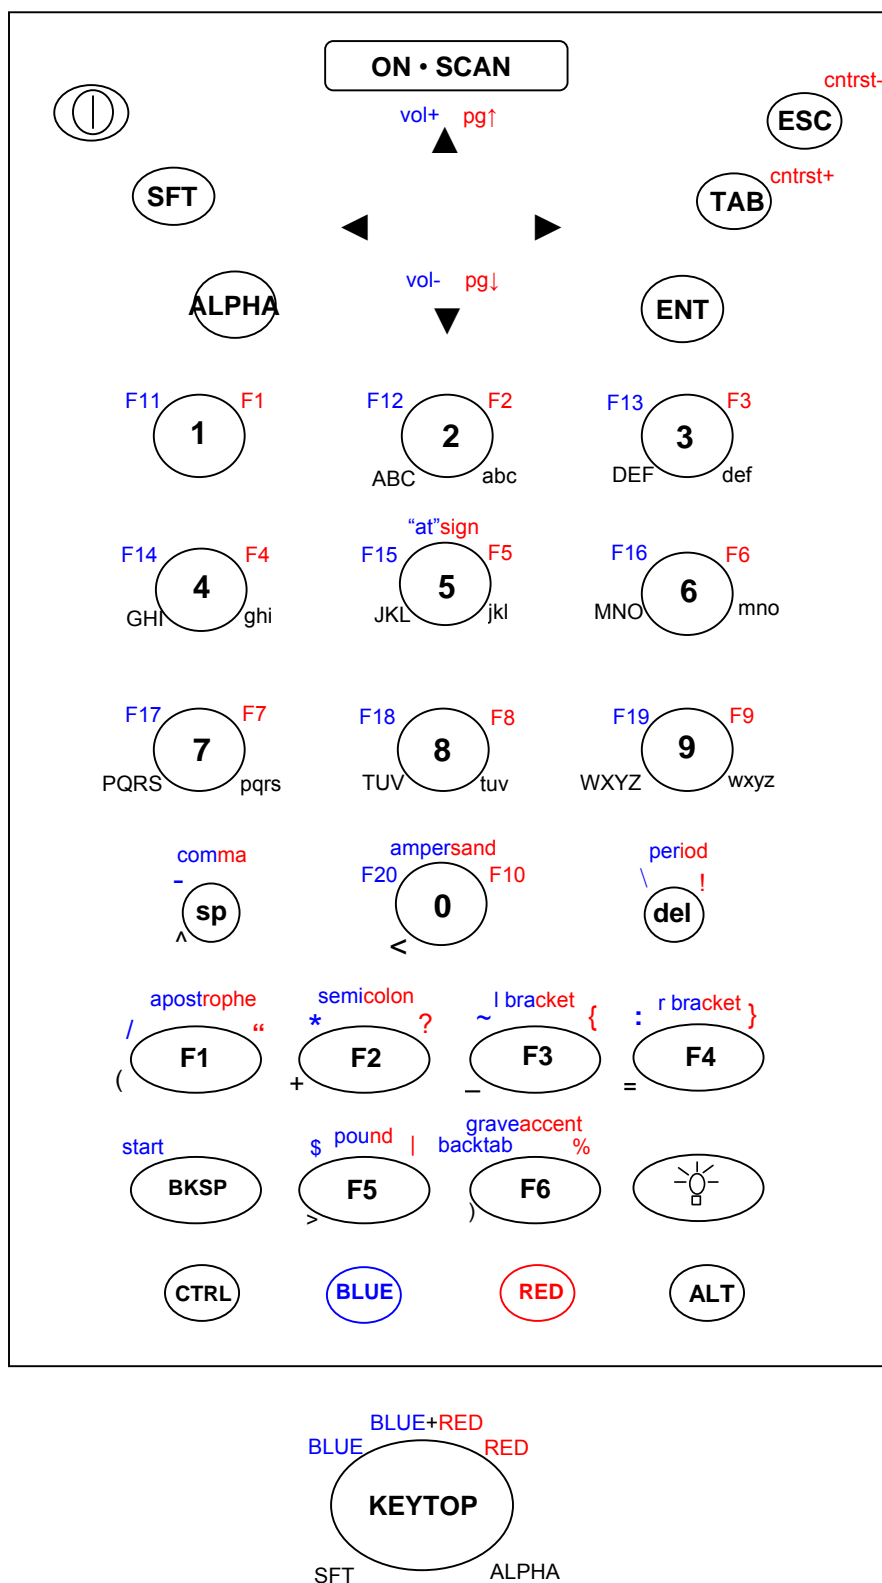 ON • SCAN
cntrst-
vol+ pg↑
ESC
cntrst+
SFT
TAB
vol- pg↓
ALPHA
ENT
F11 F1 F12 F2 F13 F3
1 2 3
ABC abc DEF def
“at”sign
F14 F4 F15 F5 F16 F6
4 5 6
GHI ghi JKL jkl MNO mno
F17 F7 F18 F8 F19 F9
7 8 9
PQRS pqrs TUV tuv WXYZ wxyz
comma ampersand period
- F20 F10 \ !
sp 0 del
^ <
apostrophe semicolon l bracket r bracket
/ “ * ? ~ { : }
F1 F2 F3 F4
( + _ =
graveaccent
start $ pound | backtab %
BKSP F5 F6
> )
CTRL BLUE RED ALT
BLUE+RED
BLUE RED
KEYTOP
SFT ALPHA